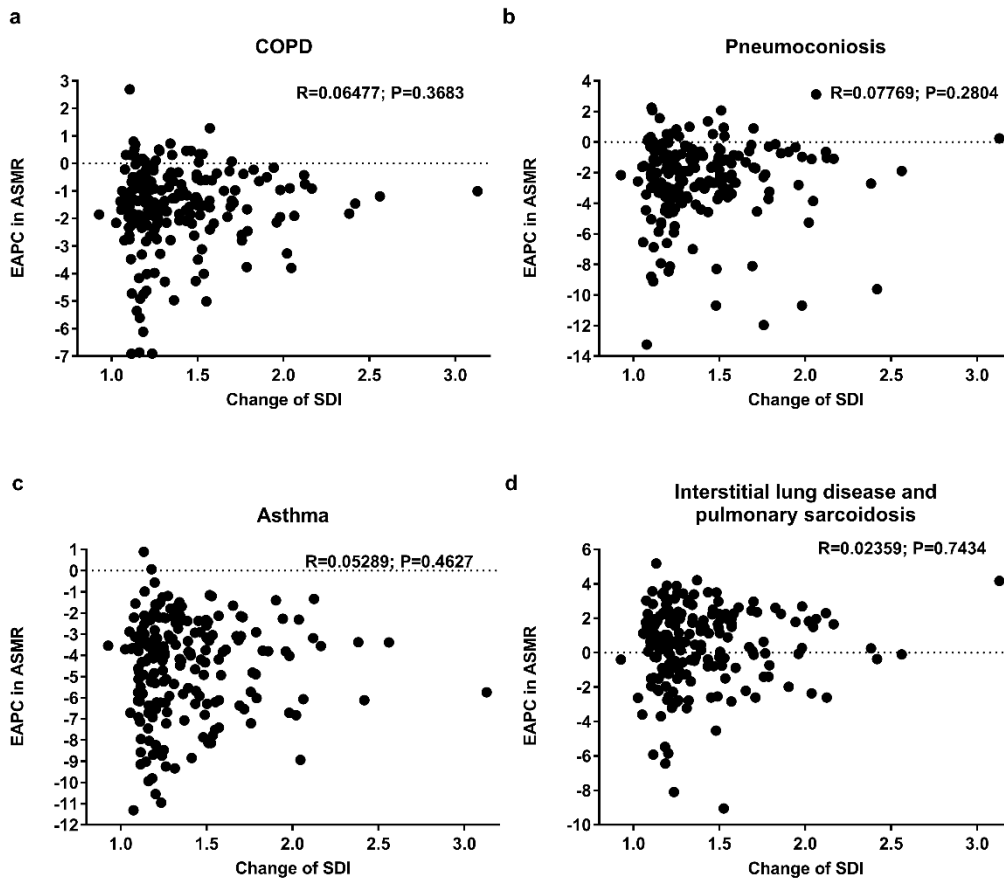 a
COPD
R=0.06477; P=0.3683
EAPC in ASMR
3
2
1
0
-1
-2
-3
-4
-5
-6
-7
1.0 1.5 2.0 2.5 3.0
Change of SDI
b
Pneumoconiosis
R=0.07769; P=0.2804
EAPC in ASMR
4
2
0
-2
-4
-6
-8
-10
-12
-14
1.0 1.5 2.0 2.5 3.0
Change of SDI
c
Asthma
R=0.05289; P=0.4627
EAPC in ASMR
1
0
-1
-2
-3
-4
-5
-6
-7
-8
-9
-10
-11
-12
1.0 1.5 2.0 2.5 3.0
Change of SDI
d
Interstitial lung disease and
pulmonary sarcoidosis
R=0.02359; P=0.7434
EAPC in ASMR
6
4
2
0
-2
-4
-6
-8
-10
1.0 1.5 2.0 2.5 3.0
Change of SDI